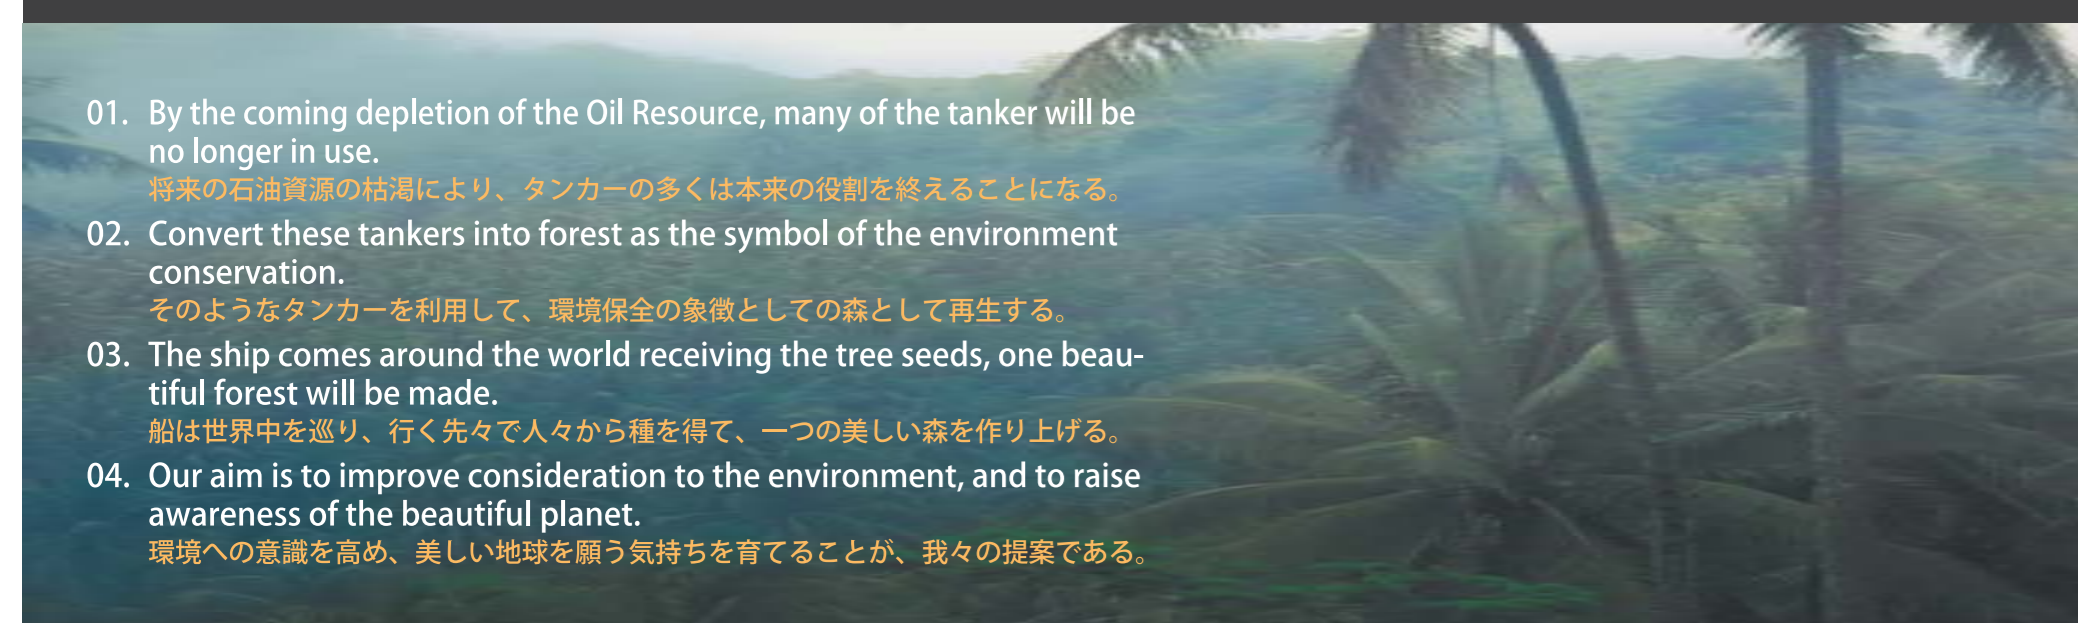 01. By the coming depletion of the Oil Resource, many of the tanker will be
no longer in use.
将来の石油資源の枯渇により、タンカーの多くは本来の役割を終えることになる。
02. Convert these tankers into forest as the symbol of the environment
conservation.
そのようなタンカーを利用して、環境保全の象徴としての森として再生する。
03. The ship comes around the world receiving the tree seeds, one beau-
tiful forest will be made.
船は世界中を巡り、行く先々で人々から種を得て、一つの美しい森を作り上げる。
04. Our aim is to improve consideration to the environment, and to raise
awareness of the beautiful planet.
環境への意識を高め、美しい地球を願う気持ちを育てることが、我々の提案である。